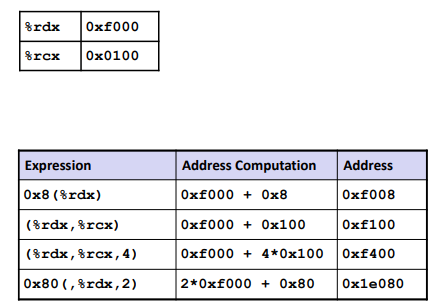 %rdx 0xf000
%rcx 0x0100
Expression Address Computation Address
0x8(%rdx) 0xf000 + 0x8 0xf008
(%rdx,%rcx) 0xf000 + 0x100 0xf100
(%rdx,%rcx,4) 0xf000 + 4*0x100 0xf400
0x80(,%rdx,2) 2*0xf000 + 0x80 0x1e080